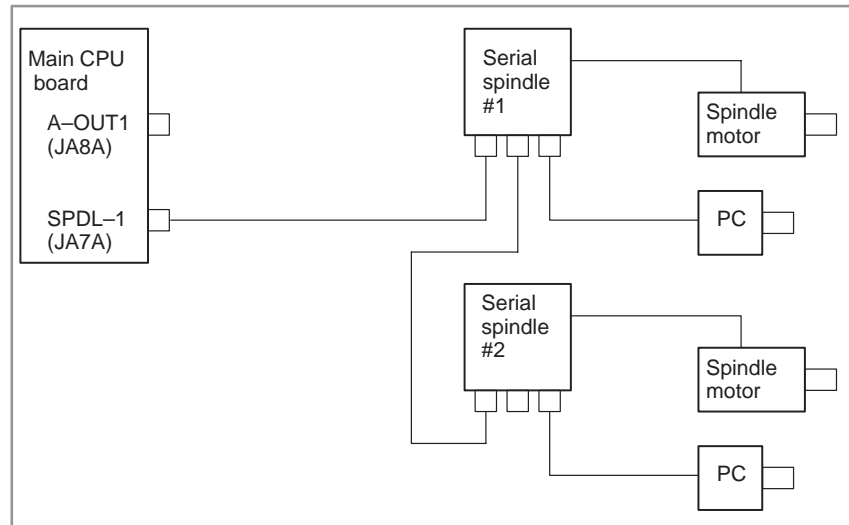 Main CPU
board
A–OUT1
(JA8A)
SPDL–1
(JA7A)
Serial
spindle
#1
Spindle
motor
PC
Serial
spindle
#2
Spindle
motor
PC